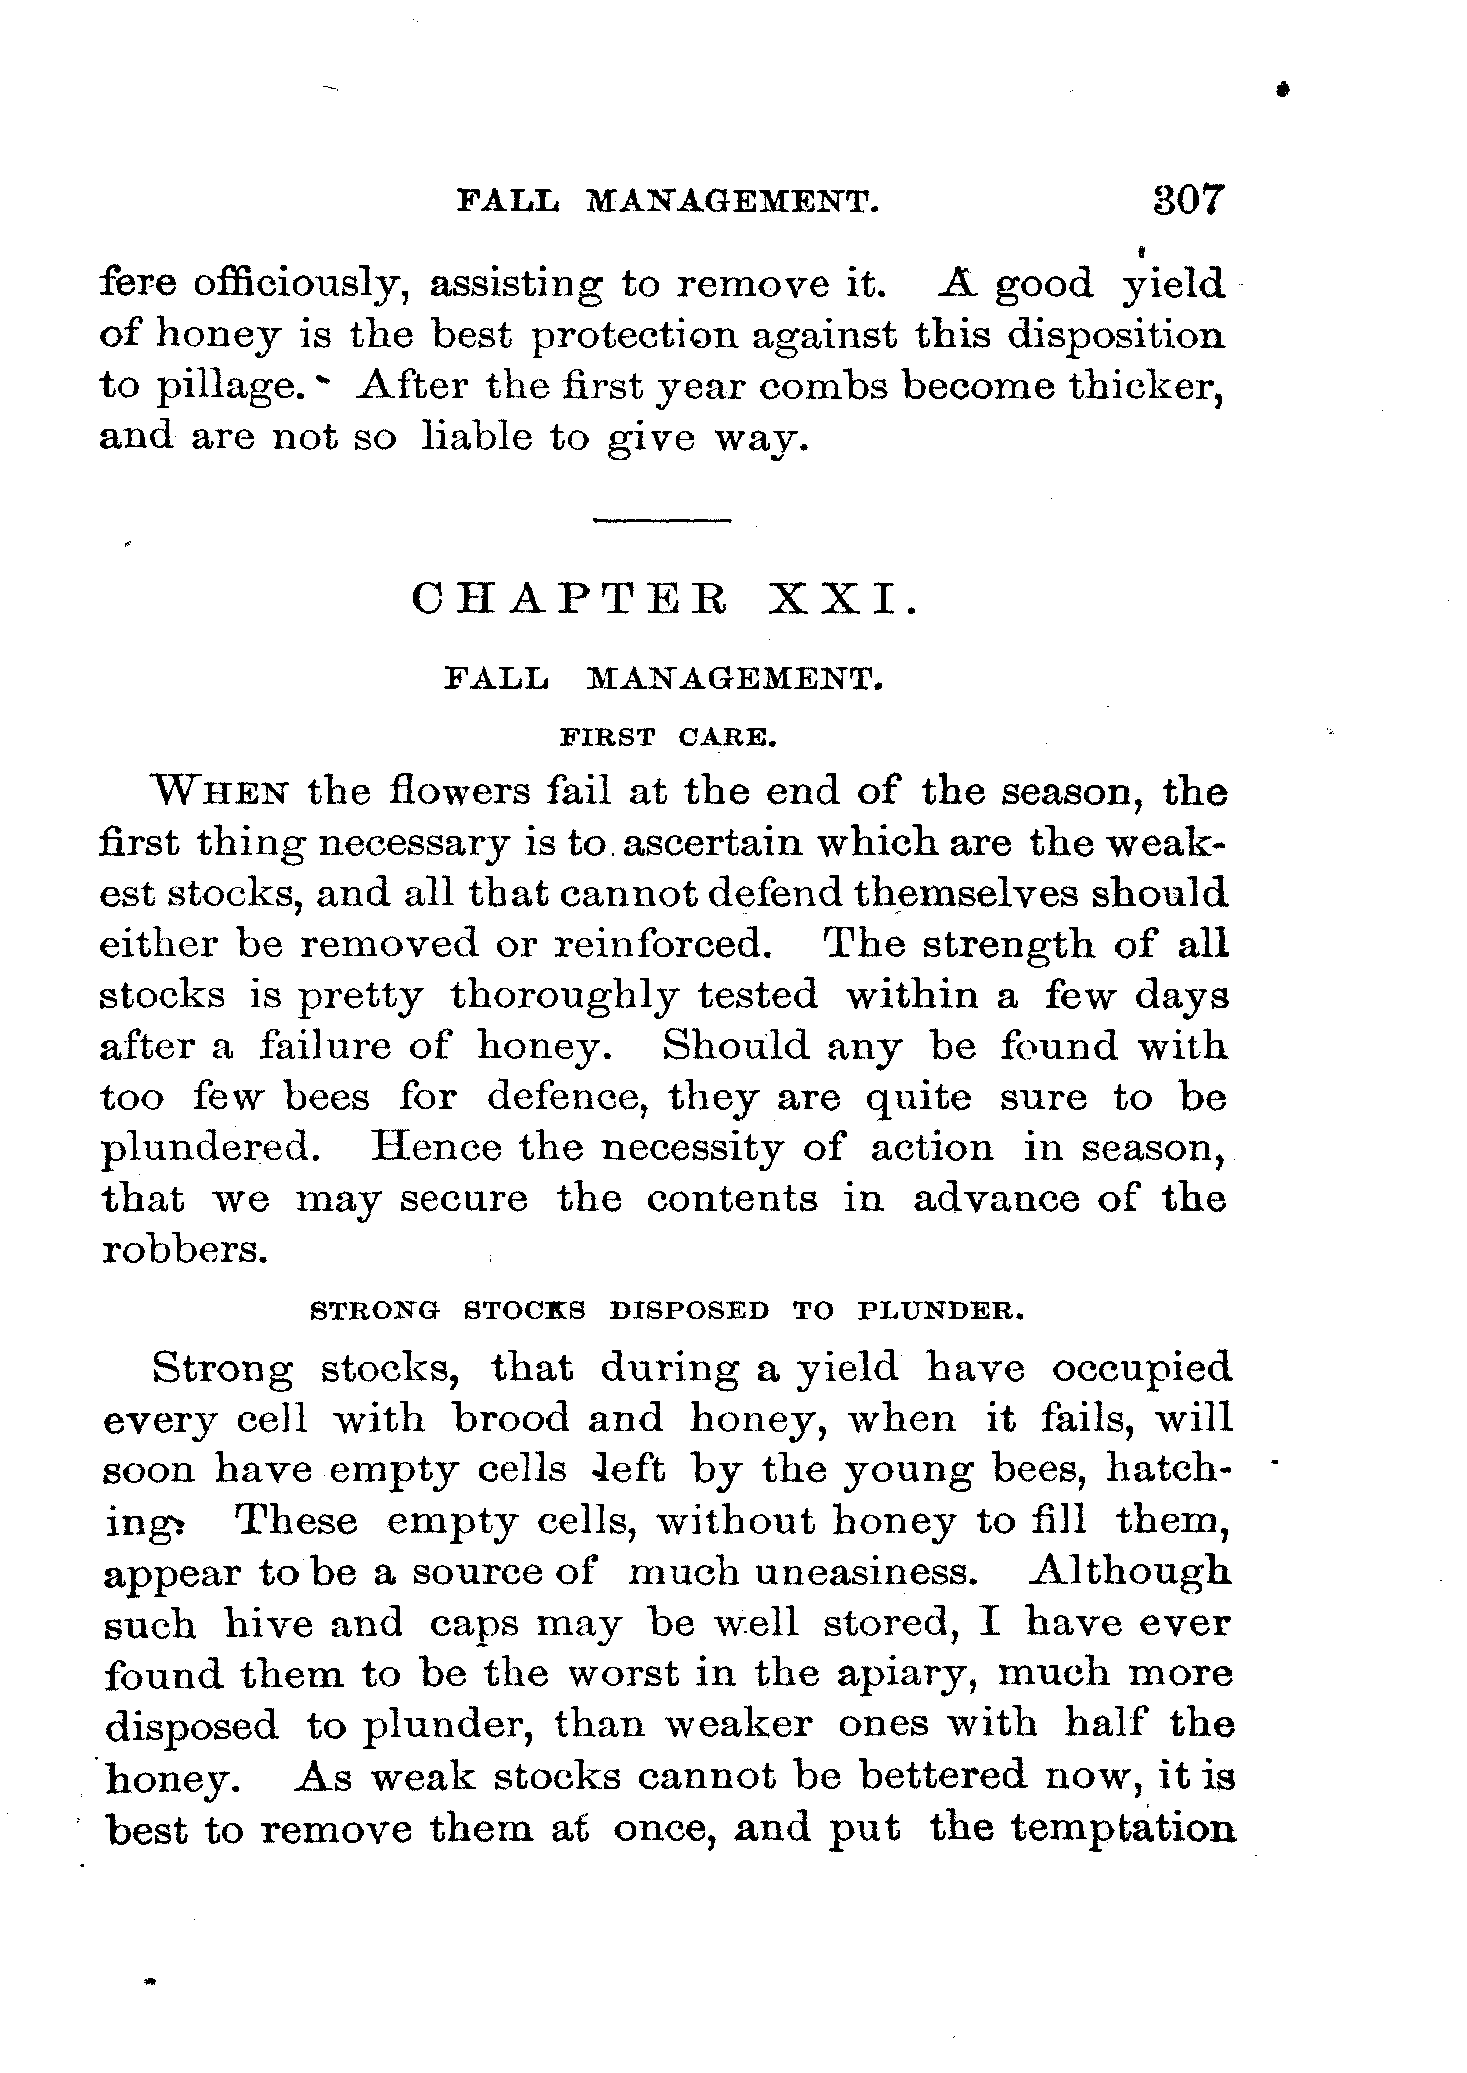 FALL MANAGEMENT. 307
fere officiously, assisting to remove it. A good yield
of honey is the best protection against this disposition
to pillage. After the first year combs become thicker,
and are not so liable to give way.
CHAPTER XXI.
FALL MANAGEMENT.
FIRST CARE.
WHEN the flowers fail at the end of the season, the
first thing necessary is to ascertain which are the weak-
est stocks, and all that cannot defend themselves should
either be removed or reinforced. The strength of all
stocks is pretty thoroughly tested within a few days
after a failure of honey. Should any be found with
too few bees for defence, they are quite sure to be
plundered. Hence the necessity of action in season,
that we may secure the contents in advance of the
robbers.
STRONG STOCKS DISPOSED TO PLUNDER.
Strong stocks, that during a yield have occupied
every cell with brood and honey, when it fails, will
soon have empty cells left by the young bees, hatch-
ing. These empty cells, without honey to fill them,
appear to be a source of much uneasiness. Although
such hive and caps may be well stored, I have ever
found them to be the worst in the apiary, much more
disposed to plunder, than weaker ones with half the
honey. As weak stocks cannot be bettered now, it is
best to remove them at once, and put the temptation